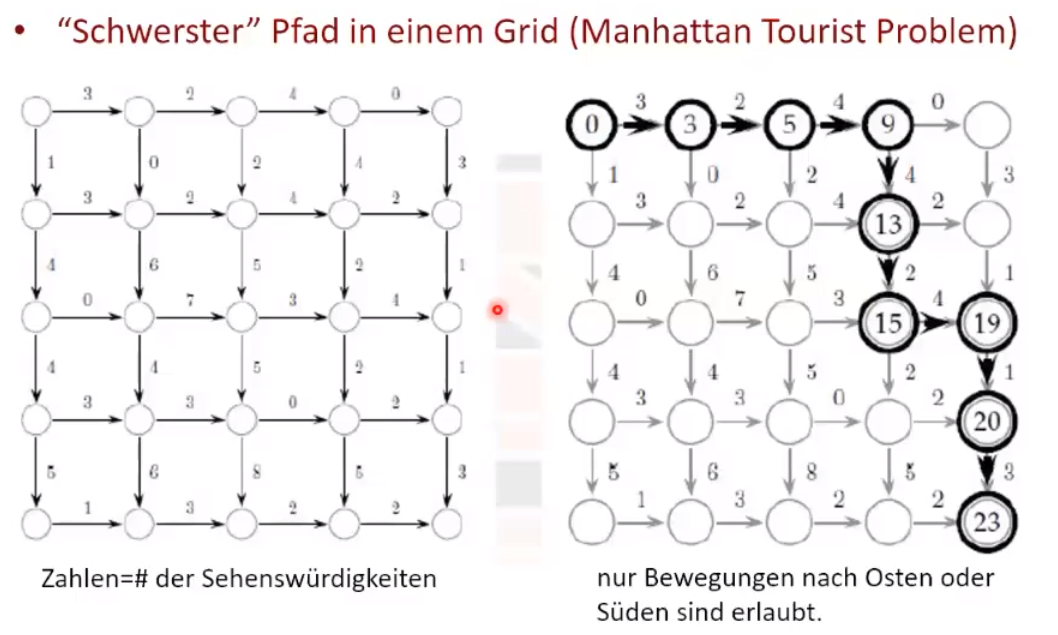 • “Schwerster” Pfad in einem Grid (Manhattan Tourist Problem)
3 2 4 0
1 0 2 4 3
3 2 4 2
4 6 5 2 1
0 7 3 4
4 4 5 2 1
3 3 0 2
5 6 8 5 3
1 3 2 2
Zahlen=# der Sehenswürdigkeiten
3 2 4 0
0 3 5 9
1 0 2 4 3
3 2 4 2
13
4 6 5 2 1
0 7 3 4
15 19
4 4 5 2 1
3 3 0 2
20
5 6 8 5 3
1 3 2 2
23
nur Bewegungen nach Osten oder
Süden sind erlaubt.